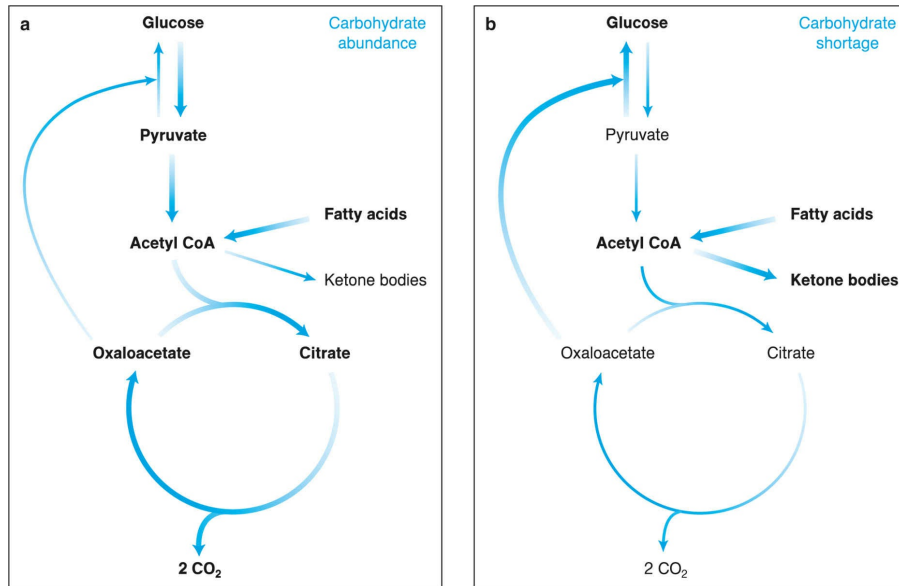 a
Glucose
Carbohydrate
abundance
Pyruvate
Fatty acids
Acetyl CoA
Ketone bodies
Oxaloacetate
Citrate
2 CO₂
b
Glucose
Carbohydrate
shortage
Pyruvate
Fatty acids
Acetyl CoA
Ketone bodies
Oxaloacetate
Citrate
2 CO₂